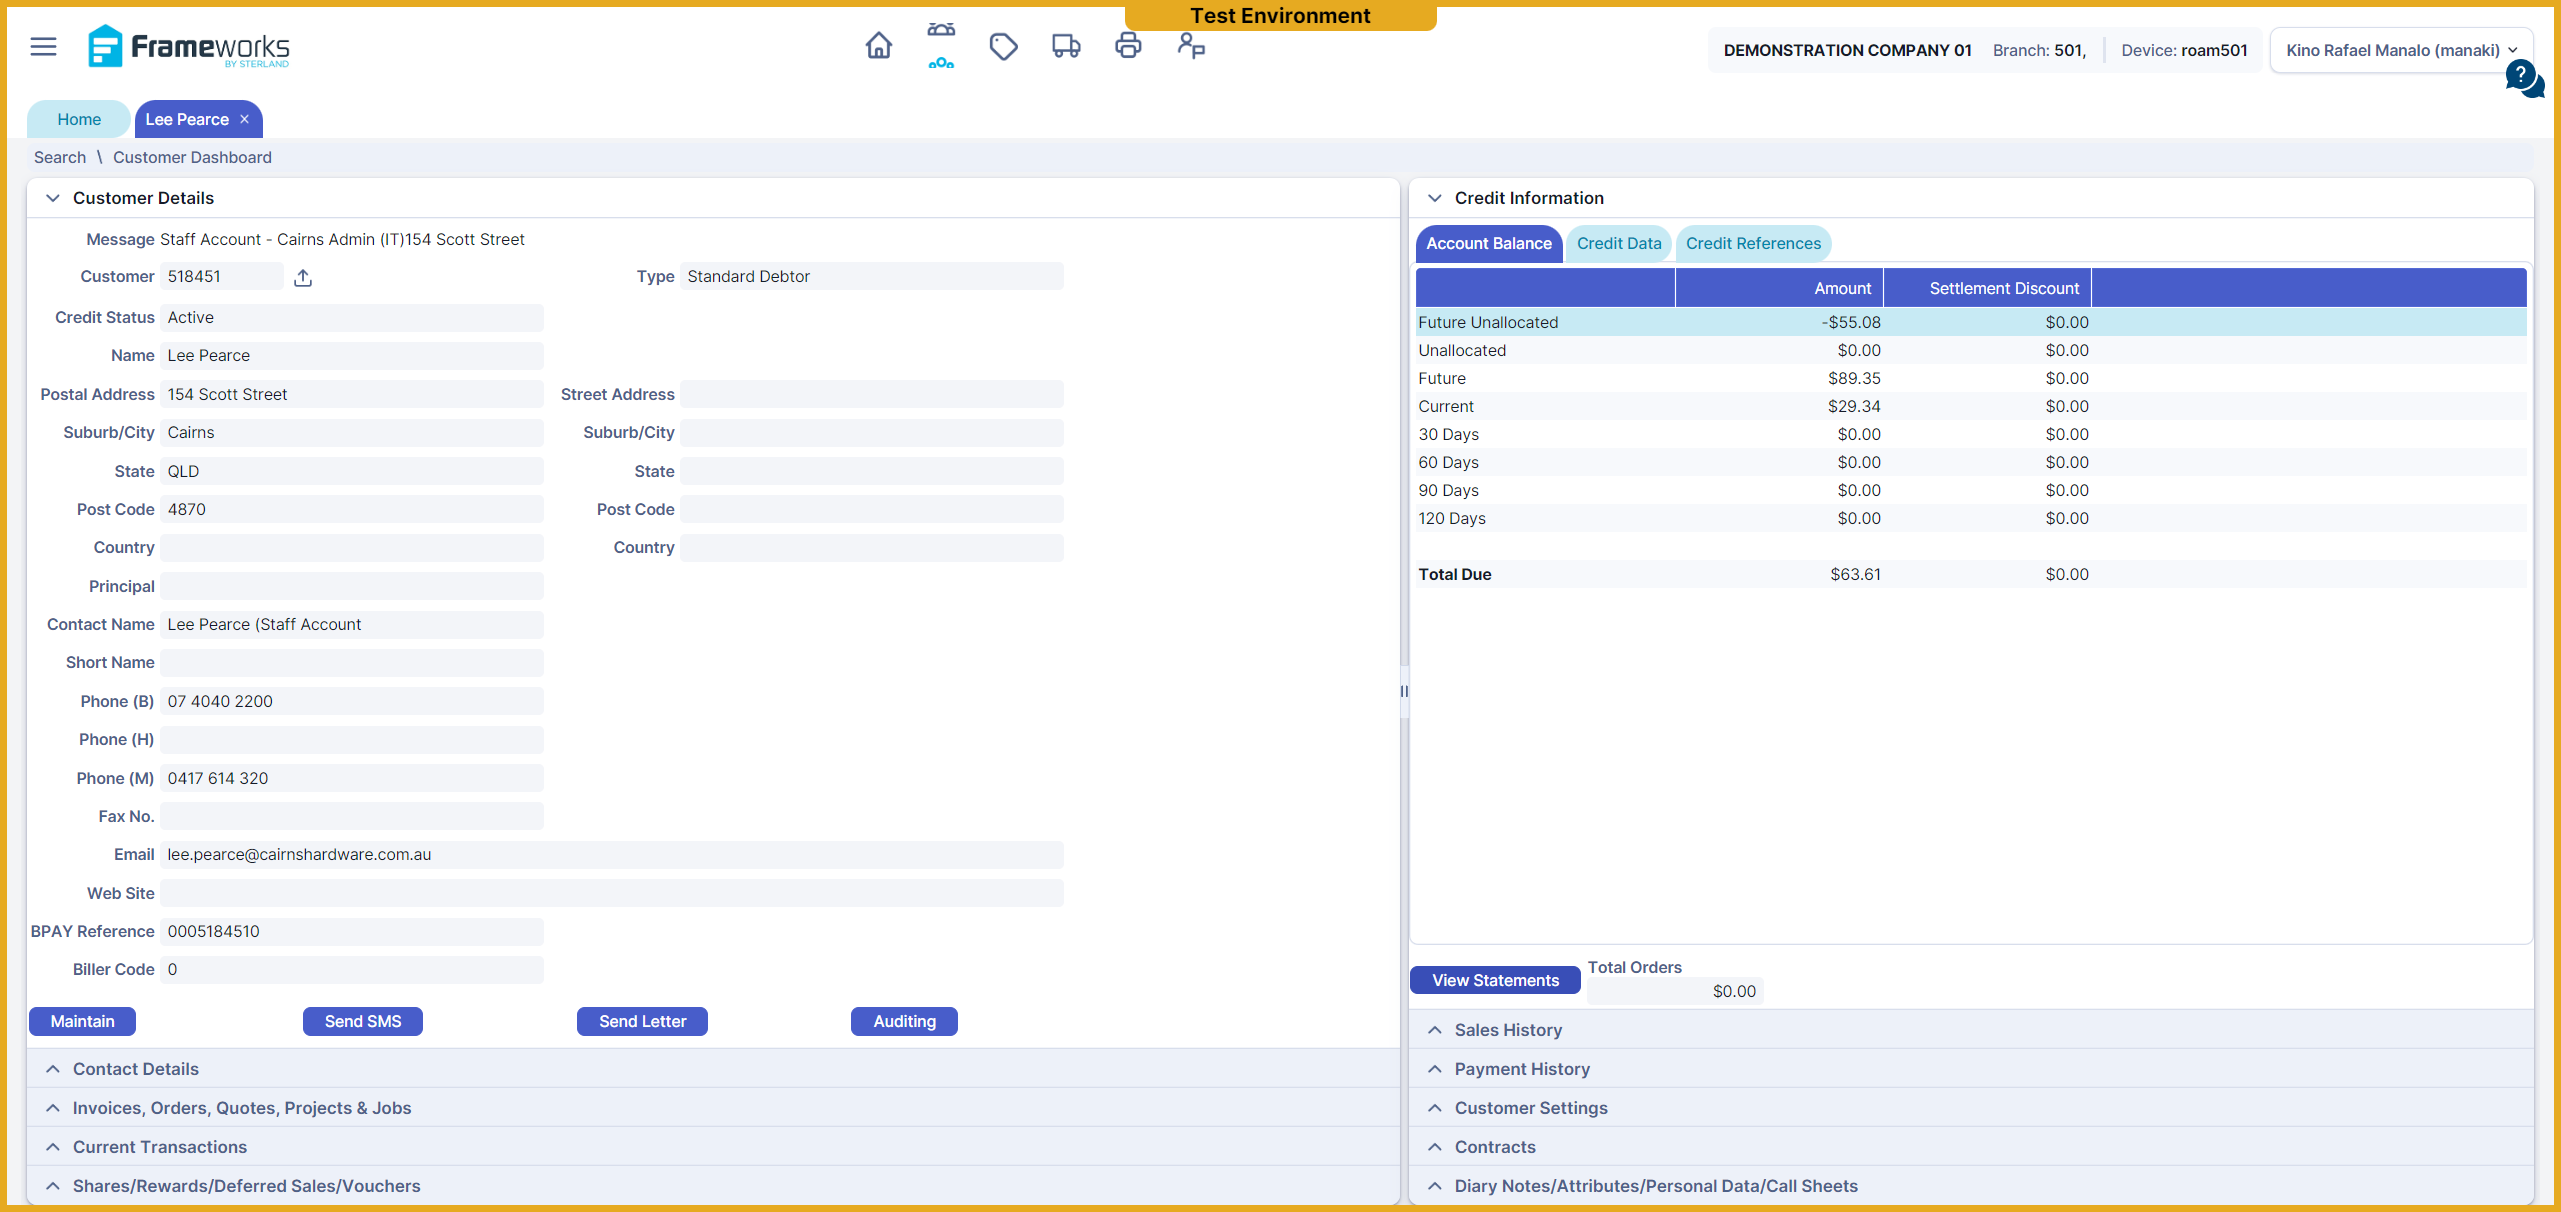 Test Environment
Frameworks
BY STERLAND
DEMONSTRATION COMPANY 01 Branch: 501, Device: roam501
Kino Rafael Manalo (manaki)
?
Home
Lee Pearce ×
Search \ Customer Dashboard
Customer Details
Message Staff Account - Cairns Admin (IT)154 Scott Street
Customer 518451 Type Standard Debtor
Credit Status Active
Name Lee Pearce
Postal Address 154 Scott Street Street Address
Suburb/City Cairns Suburb/City
State QLD State
Post Code 4870 Post Code
Country Country
Principal
Contact Name Lee Pearce (Staff Account
Short Name
Phone (B) 07 4040 2200
Phone (H)
Phone (M) 0417 614 320
Fax No.
Email lee.pearce@cairnshardware.com.au
Web Site
BPAY Reference 0005184510
Biller Code 0
Maintain Send SMS Send Letter Auditing
Contact Details
Invoices, Orders, Quotes, Projects & Jobs
Current Transactions
Shares/Rewards/Deferred Sales/Vouchers
Credit Information
Account Balance Credit Data Credit References
Amount Settlement Discount
Future Unallocated -$55.08 $0.00
Unallocated $0.00 $0.00
Future $89.35 $0.00
Current $29.34 $0.00
30 Days $0.00 $0.00
60 Days $0.00 $0.00
90 Days $0.00 $0.00
120 Days $0.00 $0.00
Total Due $63.61 $0.00
View Statements
Total Orders
$0.00
Sales History
Payment History
Customer Settings
Contracts
Diary Notes/Attributes/Personal Data/Call Sheets